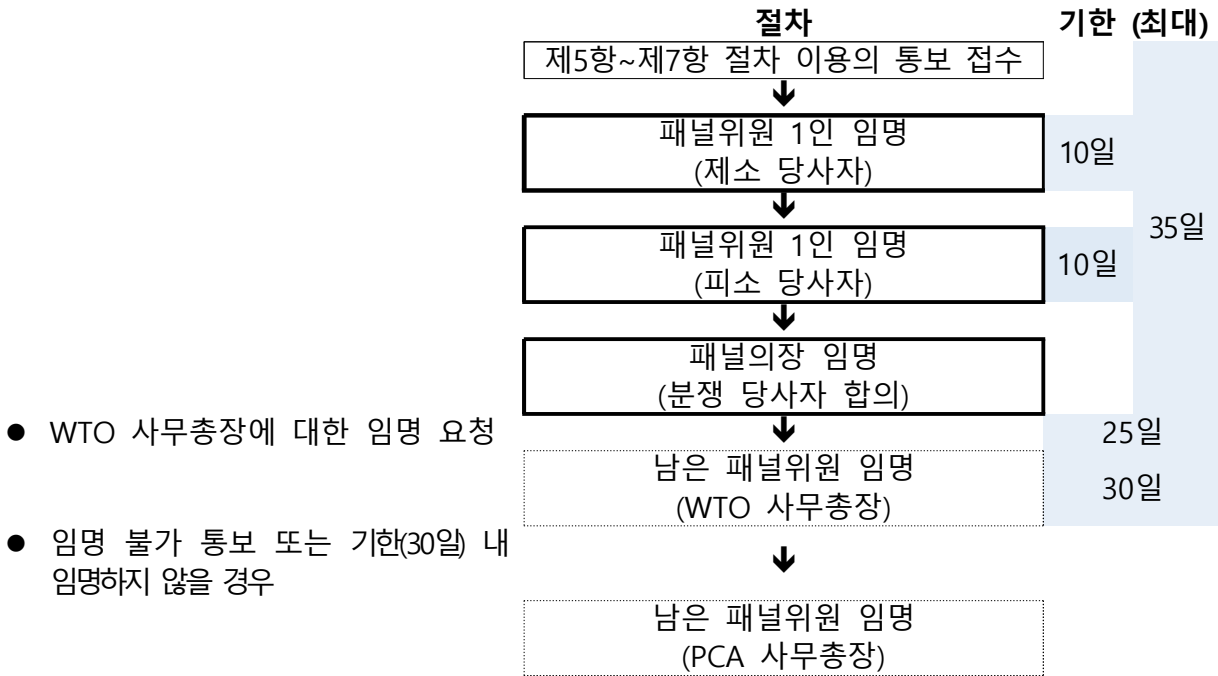 절차 기한 (최대)
제5항~제7항 절차 이용의 통보 접수
패널위원 1인 임명
(제소 당사자)
10일
패널위원 1인 임명
(피소 당사자)
10일
35일
패널의장 임명
(분쟁 당사자 합의)
● WTO 사무총장에 대한 임명 요청
25일
남은 패널위원 임명
(WTO 사무총장)
30일
● 임명 불가 통보 또는 기한(30일) 내
임명하지 않을 경우
남은 패널위원 임명
(PCA 사무총장)